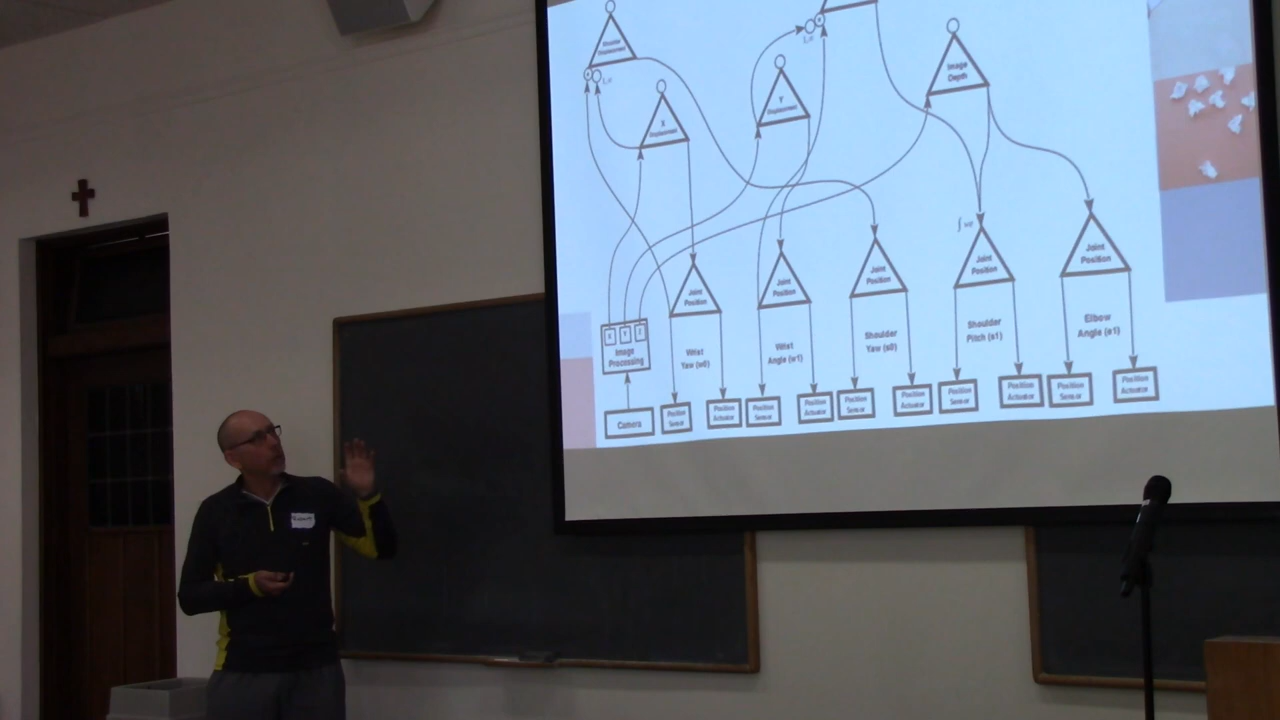 Displacement
X
Displacement
Y
Displacement
Image
Depth
∫ we
Joint
Position
Joint
Position
Joint
Position
Joint
Position
Joint
Position
X Y Z
Image
Processing
Wrist
Yaw (w0)
Wrist
Angle (w1)
Shoulder
Yaw (s0)
Shoulder
Pitch (s1)
Elbow
Angle (e1)
Camera
Position
Sensor
Position
Actuator
Position
Sensor
Position
Actuator
Position
Sensor
Position
Actuator
Position
Sensor
Position
Actuator
Position
Sensor
Position
Actuator